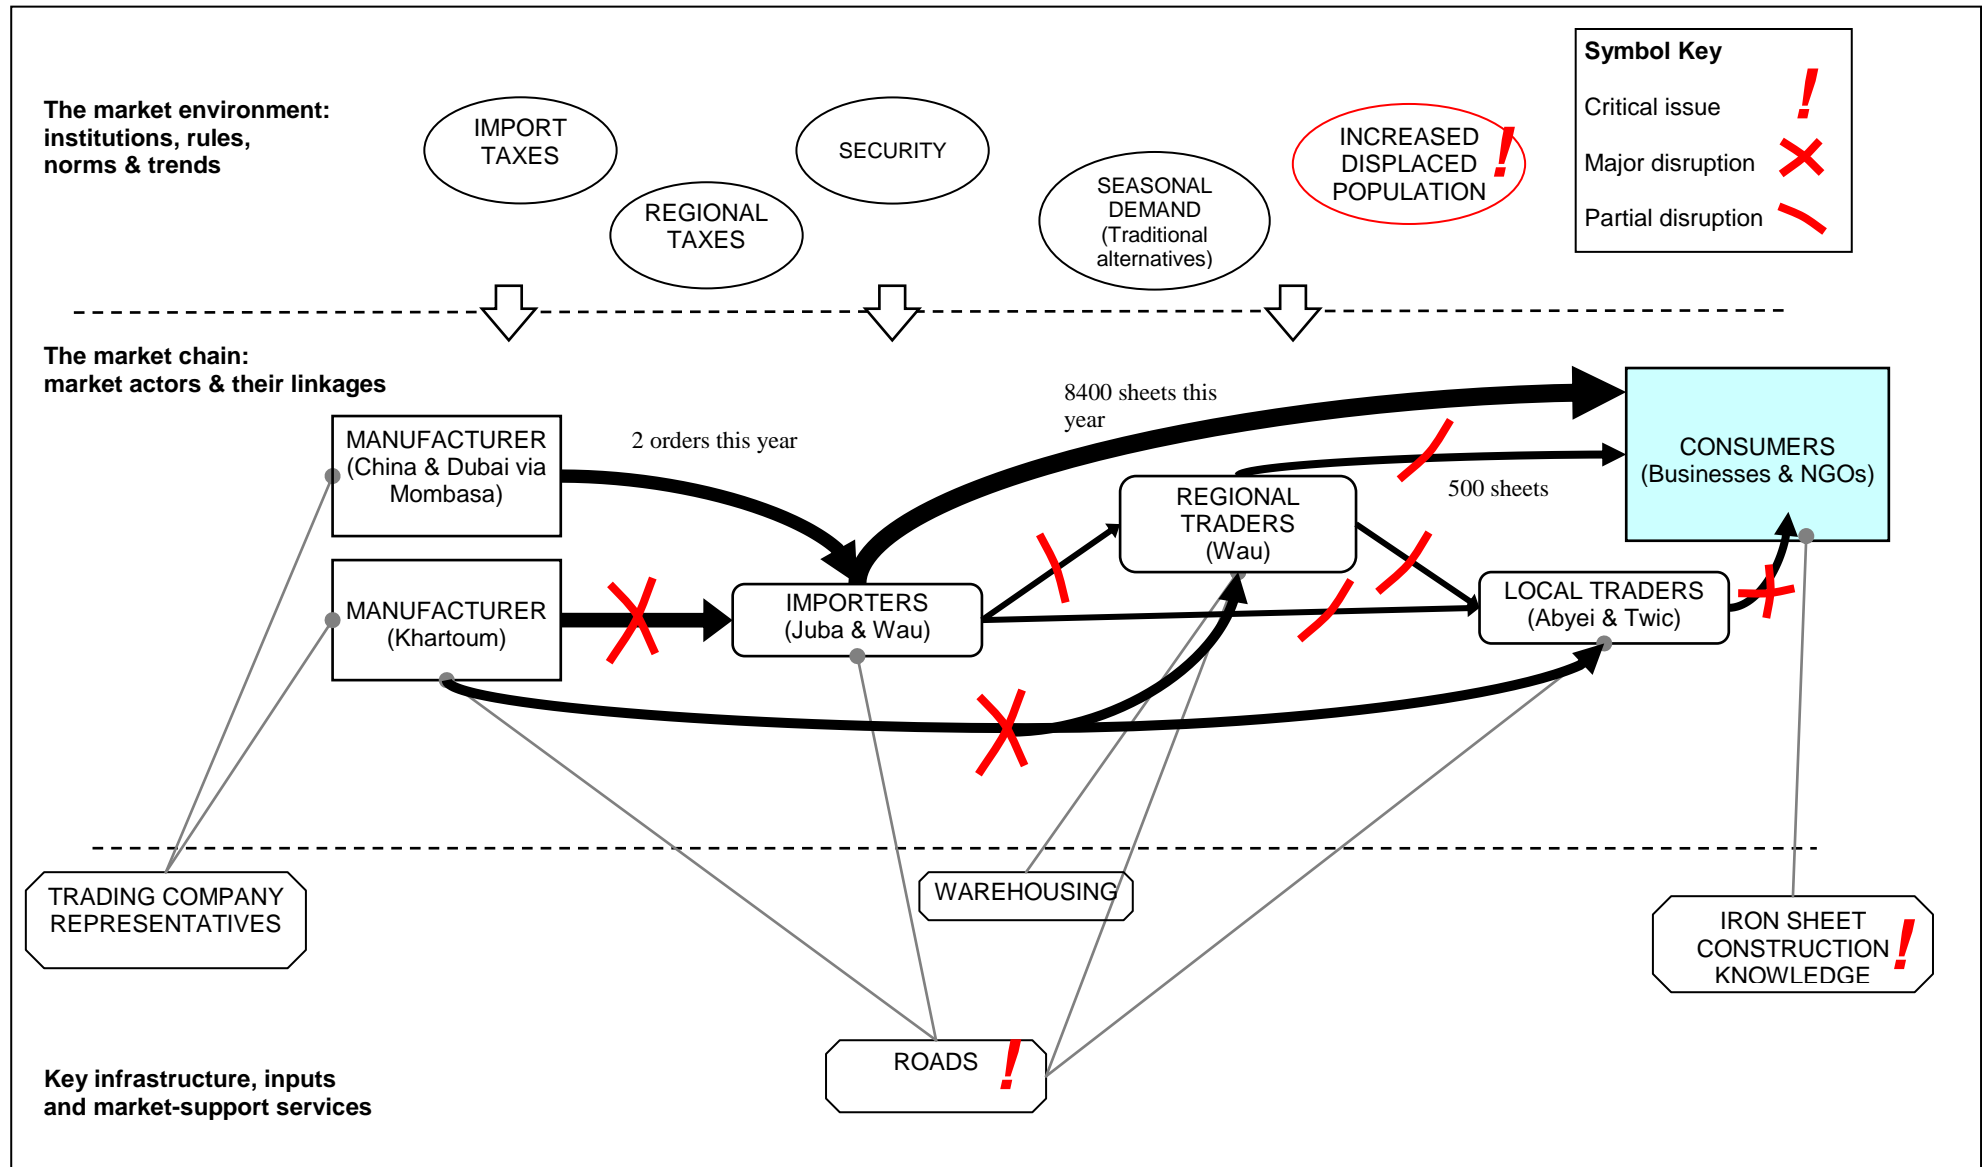 The market environment:
institutions, rules,
norms & trends
IMPORT
TAXES
REGIONAL
TAXES
SECURITY
SEASONAL
DEMAND
(Traditional
alternatives)
INCREASED
DISPLACED
POPULATION
!
Symbol Key
Critical issue !
Major disruption
Partial disruption
The market chain:
market actors & their linkages
8400 sheets this
year
2 orders this year
MANUFACTURER
(China & Dubai via
Mombasa)
CONSUMERS
(Businesses & NGOs)
500 sheets
REGIONAL
TRADERS
(Wau)
MANUFACTURER
(Khartoum)
IMPORTERS
(Juba & Wau)
LOCAL TRADERS
(Abyei & Twic)
TRADING COMPANY
REPRESENTATIVES
WAREHOUSING
IRON SHEET
CONSTRUCTION
KNOWLEDGE
!
ROADS !
Key infrastructure, inputs
and market-support services